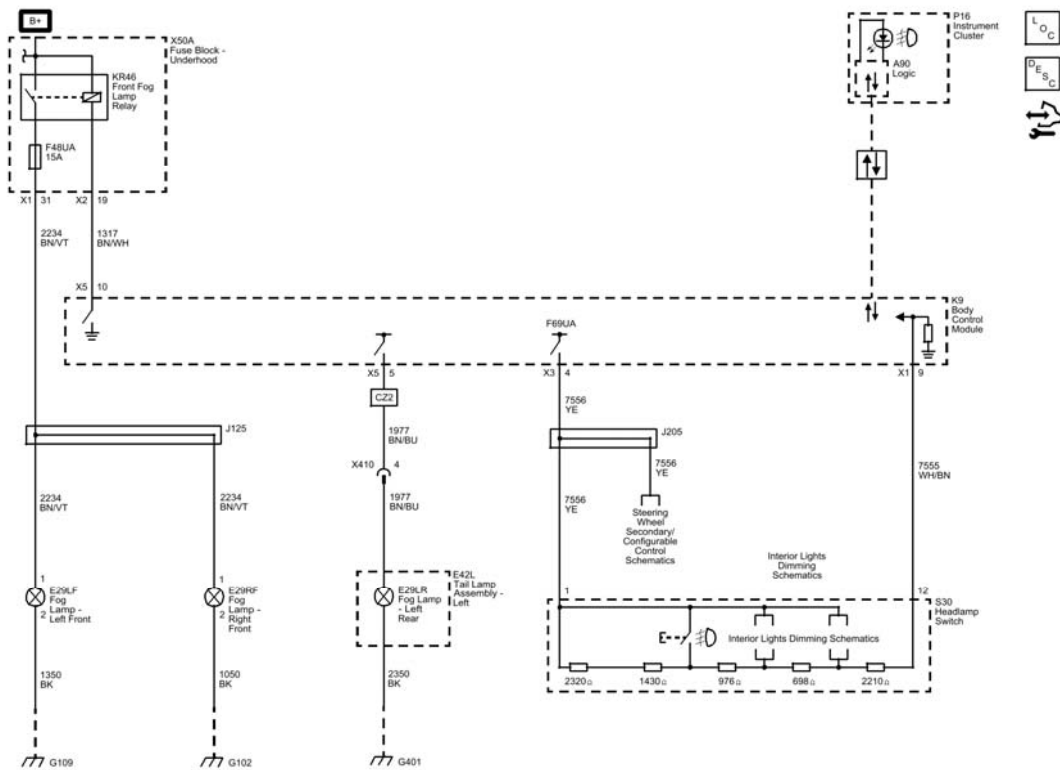 B+
X50A
Fuse Block -
Underhood
KR46
Front Fog
Lamp
Relay
F48UA
15A
X1 31 X2 19
2234
BN/VT
1317
BN/WH
X5 10
P16
Instrument
Cluster
A90
Logic
L O C
D E S C
K9
Body
Control
Module
F69UA
X5 5
X3 4
X1 9
CZ2
1977
BN/BU
X410 4
1977
BN/BU
7556
YE
J205
7556
YE
7556
YE
Steering
Wheel
Secondary/
Configurable
Control
Schematics
7555
WH/BN
J125
2234
BN/VT
2234
BN/VT
Interior Lights
Dimming
Schematics
1
E29LF
Fog
Lamp -
Left Front
2
1
E29RF
Fog
Lamp -
Right
Front
2
E42L
Tail Lamp
Assembly -
Left
E29LR
Fog Lamp
- Left
Rear
1 12
S30
Headlamp
Switch
Interior Lights Dimming Schematics
2320Ω 1430Ω 976Ω 698Ω 2210Ω
1350
BK
1050
BK
2350
BK
G109
G102
G401